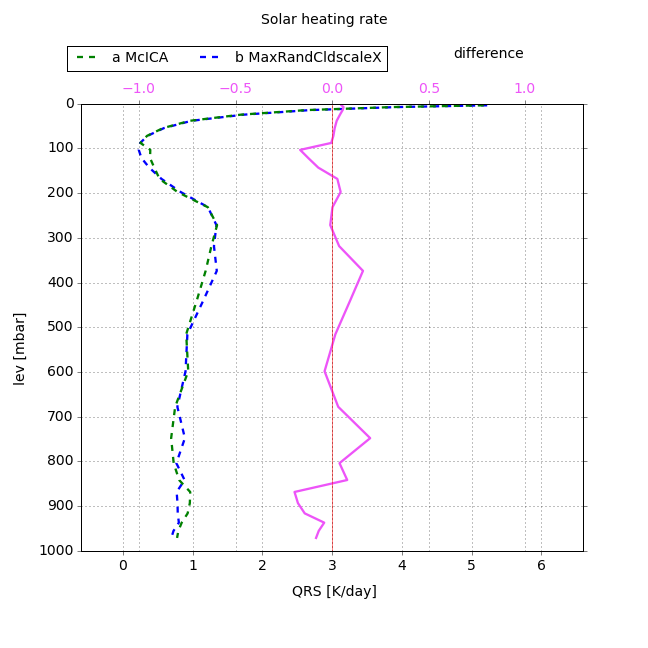 Solar heating rate
a McICA b MaxRandCldscaleX
difference
−1.0 −0.5 0.0 0.5 1.0
0
100
200
300
400
500
600
700
800
900
1000
lev [mbar]
0 1 2 3 4 5 6
QRS [K/day]